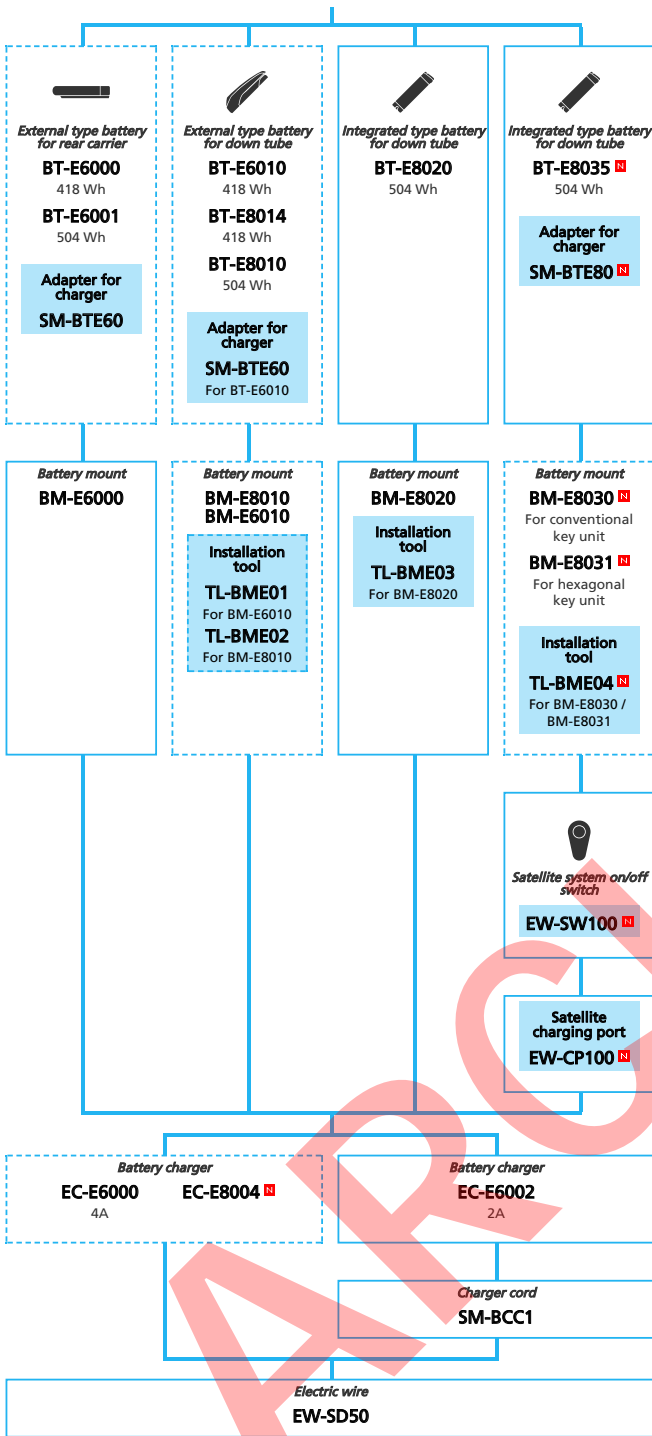 External type battery
for rear carrier
BT-E6000
418 Wh
BT-E6001
504 Wh
Adapter for
charger
SM-BTE60
External type battery
for down tube
BT-E6010
418 Wh
BT-E8014
418 Wh
BT-E8010
504 Wh
Adapter for
charger
SM-BTE60
For BT-E6010
Integrated type battery
for down tube
BT-E8020
504 Wh
Integrated type battery
for down tube
BT-E8035 N
504 Wh
Adapter for
charger
SM-BTE80 N
Battery mount
BM-E6000
Battery mount
BM-E8010
BM-E6010
Installation
tool
TL-BME01
For BM-E6010
TL-BME02
For BM-E8010
Battery mount
BM-E8020
Installation
tool
TL-BME03
For BM-E8020
Battery mount
BM-E8030 N
For conventional
key unit
BM-E8031 N
For hexagonal
key unit
Installation
tool
TL-BME04 N
For BM-E8030 /
BM-E8031
Satellite system on/off
switch
EW-SW100 N
Satellite
charging port
EW-CP100 N
Battery charger
EC-E6000 EC-E8004 N
4A
Battery charger
EC-E6002
2A
Charger cord
SM-BCC1
Electric wire
EW-SD50